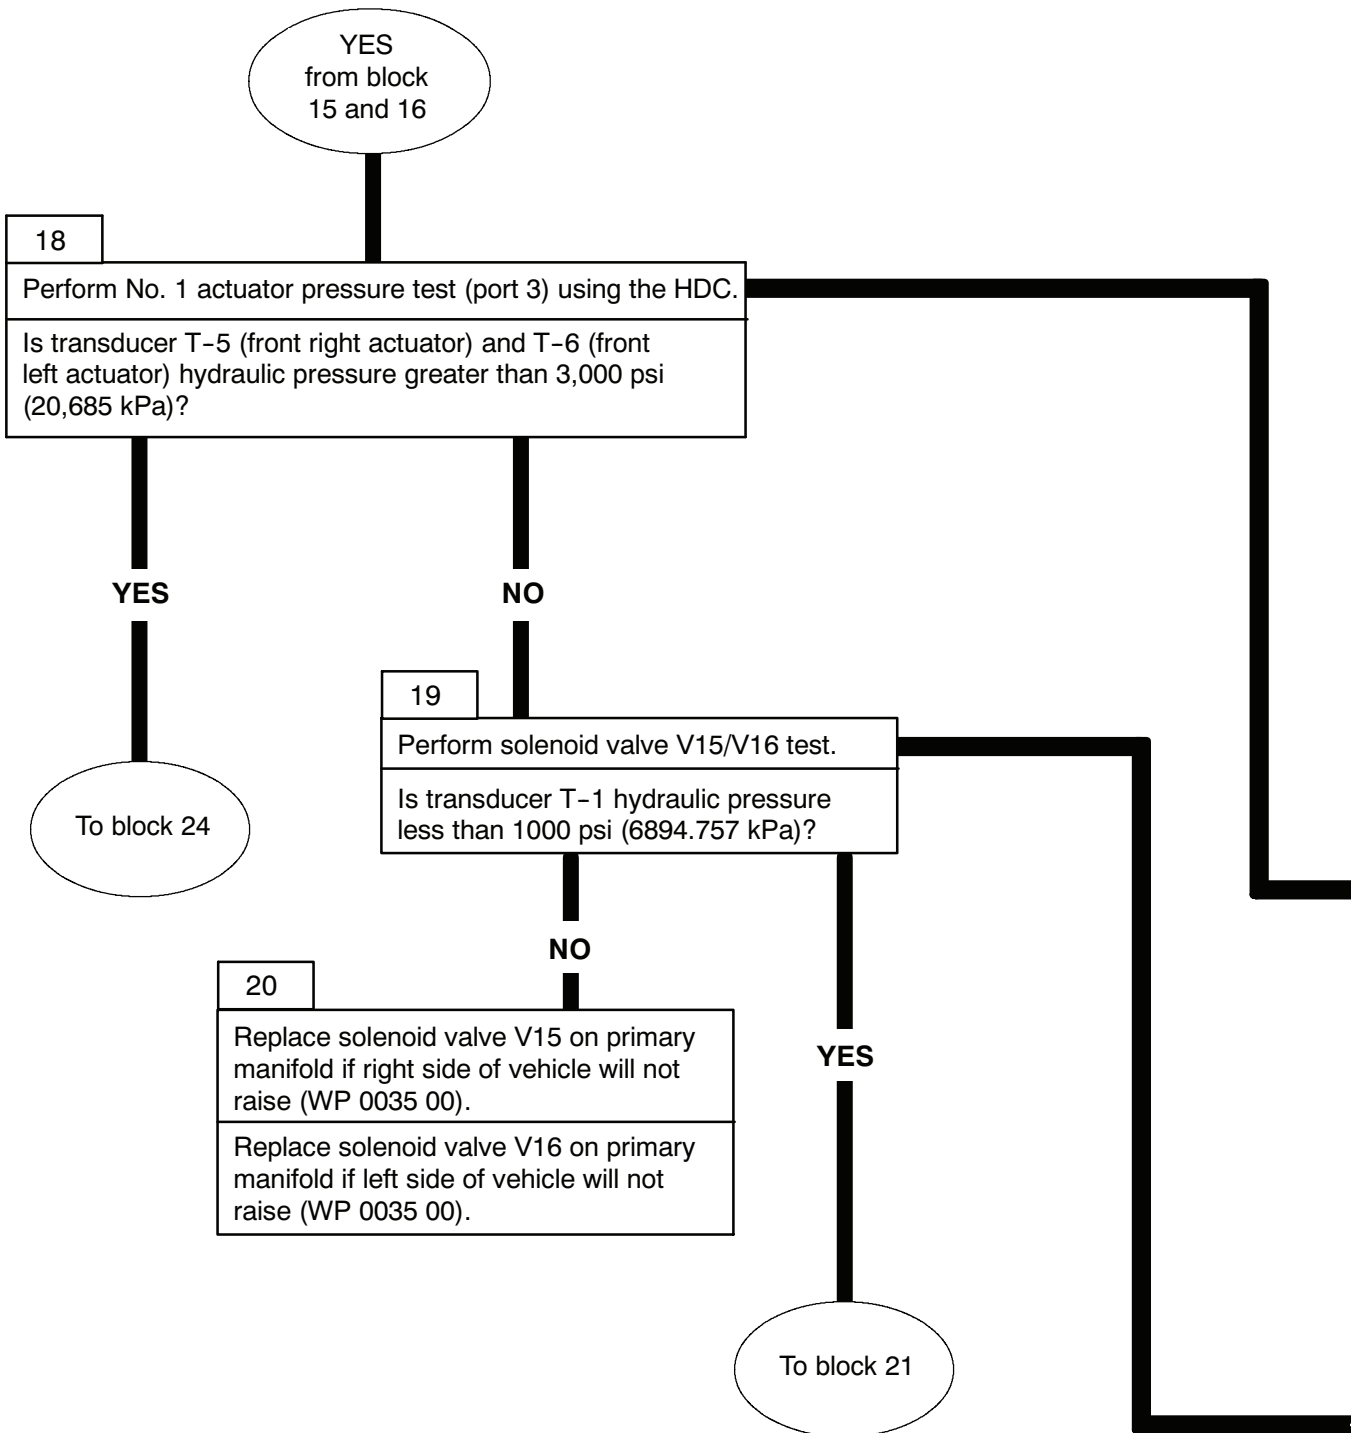 YES
from block
15 and 16
18
Perform No. 1 actuator pressure test (port 3) using the HDC.
Is transducer T-5 (front right actuator) and T-6 (front
left actuator) hydraulic pressure greater than 3,000 psi
(20,685 kPa)?
YES
NO
19
Perform solenoid valve V15/V16 test.
Is transducer T-1 hydraulic pressure
less than 1000 psi (6894.757 kPa)?
To block 24
NO
20
Replace solenoid valve V15 on primary
manifold if right side of vehicle will not
raise (WP 0035 00).
Replace solenoid valve V16 on primary
manifold if left side of vehicle will not
raise (WP 0035 00).
YES
To block 21